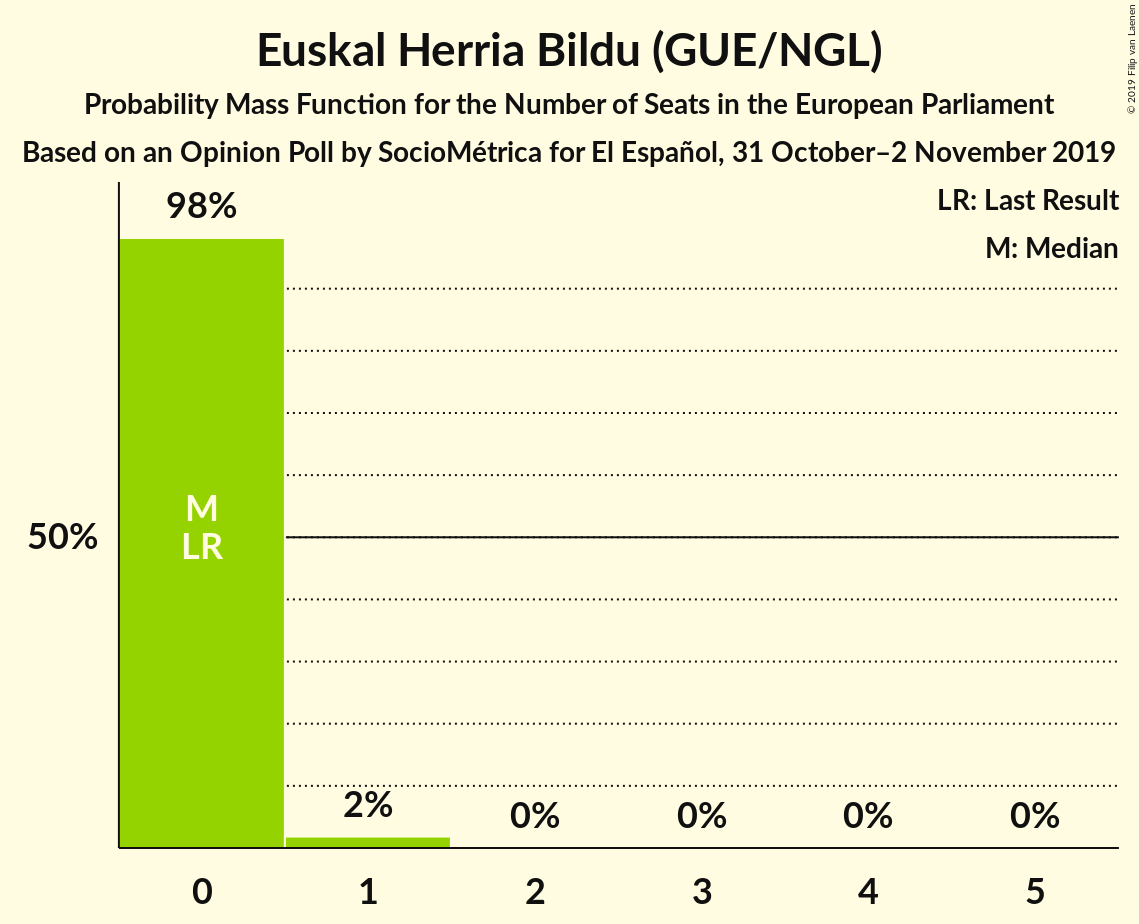 Euskal Herria Bildu (GUE/NGL)
Probability Mass Function for the Number of Seats in the European Parliament
Based on an Opinion Poll by SocioMétrica for El Español, 31 October–2 November 2019
© 2019 Filip van Laenen
LR: Last Result
M: Median
98%
M
LR
50%
2%
0%
0%
0%
0%
0
1
2
3
4
5